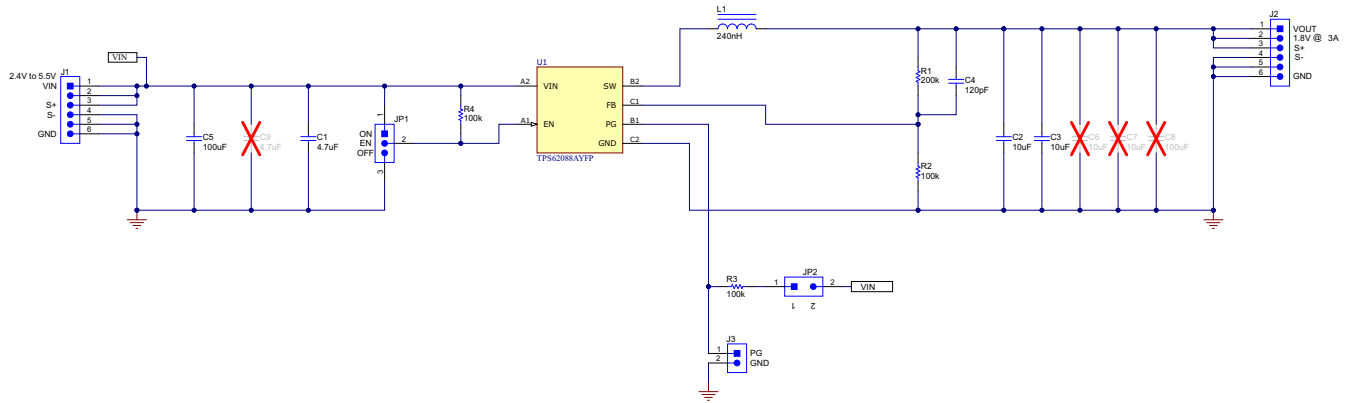 L1
240nH
J2
1
2
3
4
5
6
VOUT
1.8V @ 3A
S+
S-
GND
VIN
2.4V to 5.5V
J1
VIN
S+
S-
GND
1
2
3
4
5
6
C5
100uF
C9
4.7uF
C1
4.7uF
JP1
1
ON
EN
OFF
2
3
R4
100k
U1
A2
VIN
A1
EN
SW
B2
FB
C1
PG
B1
GND
C2
TPS62088AYFP
R1
200k
C4
120pF
R2
100k
C2
10uF
C3
10uF
C6
10uF
C7
10uF
C8
100uF
R3
100k
JP2
1
2
1
2
VIN
J3
1
2
PG
GND